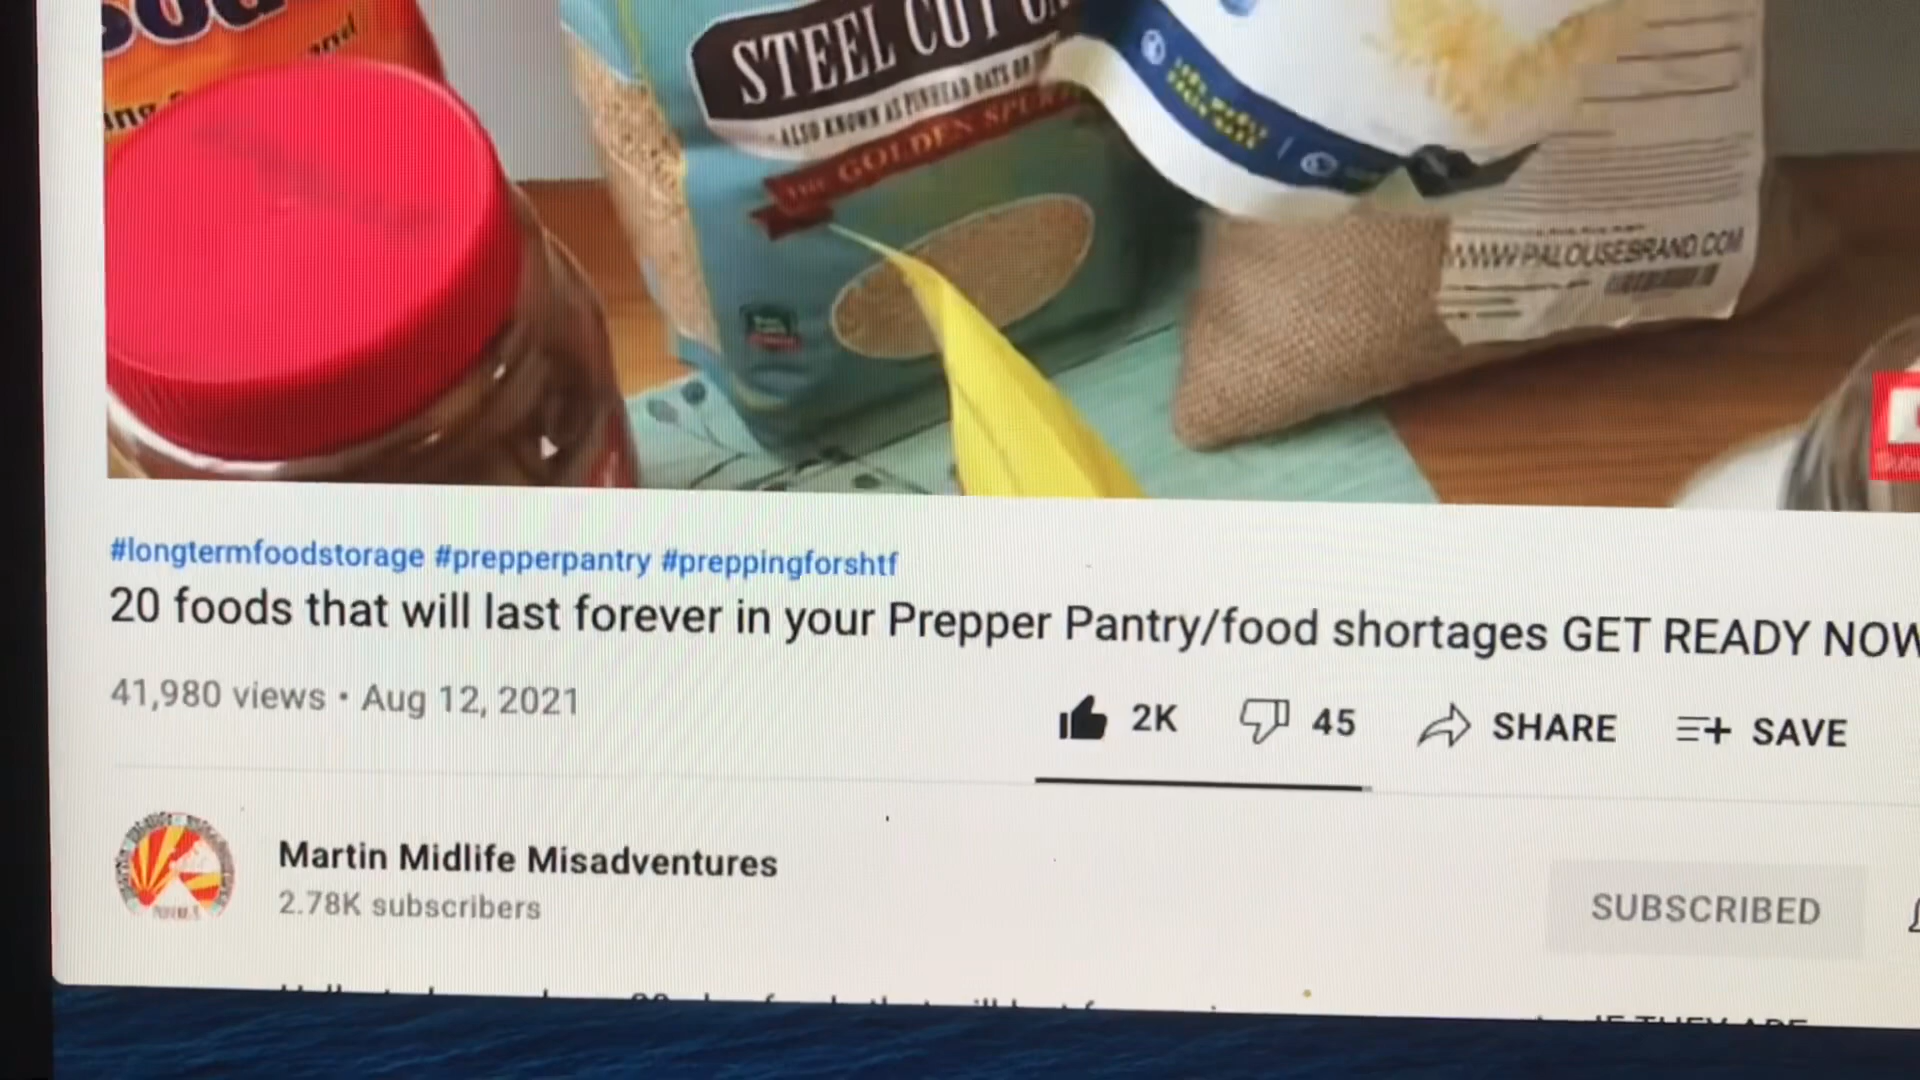 STEEL CUT
ALSO KNOWN AS PINHEAD OATS OR
THE GOLDEN SPURTLE
WWW.PALOUSEBRAND.COM
#longtermfoodstorage #prepperpantry #preppingforshtf
20 foods that will last forever in your Prepper Pantry/food shortages GET READY NOW
41,980 views • Aug 12, 2021
2K
45
SHARE
SAVE
Martin Midlife Misadventures
2.78K subscribers
SUBSCRIBED